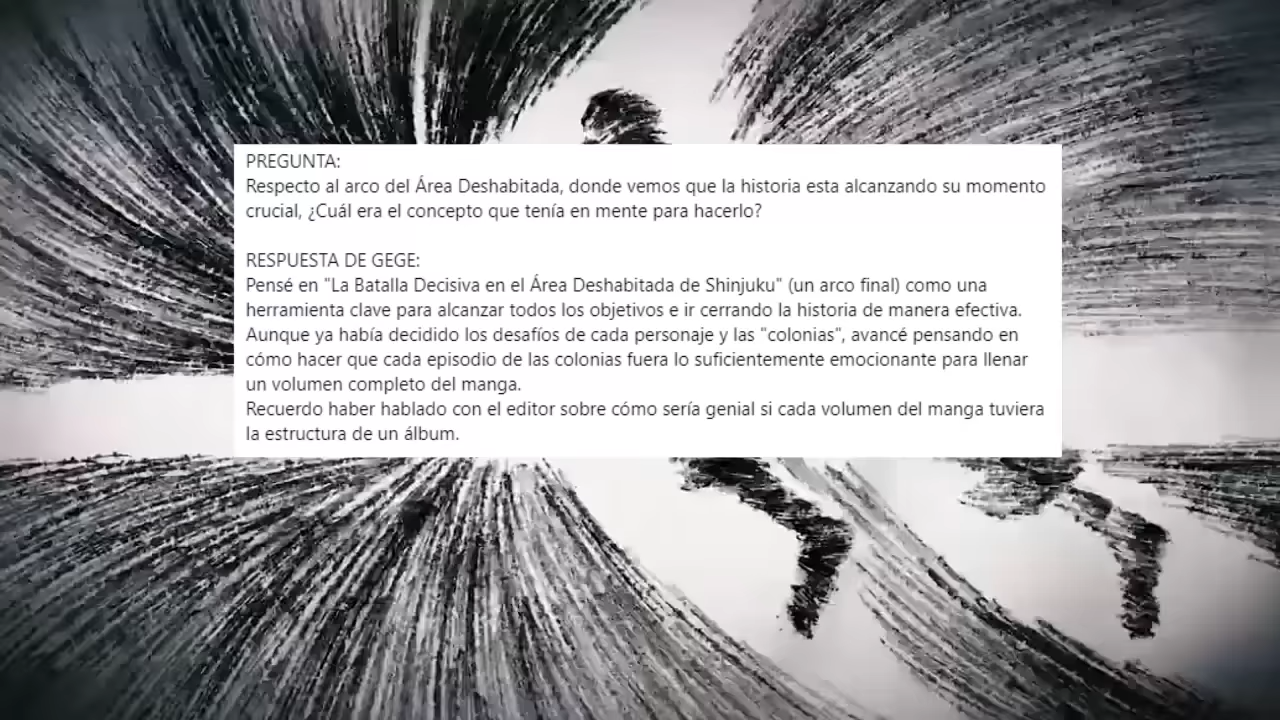 PREGUNTA:
Respecto al arco del Área Deshabitada, donde vemos que la historia esta alcanzando su momento
crucial, ¿Cuál era el concepto que tenía en mente para hacerlo?
RESPUESTA DE GEGE:
Pensé en "La Batalla Decisiva en el Área Deshabitada de Shinjuku" (un arco final) como una
herramienta clave para alcanzar todos los objetivos e ir cerrando la historia de manera efectiva.
Aunque ya había decidido los desafíos de cada personaje y las "colonias", avancé pensando en
cómo hacer que cada episodio de las colonias fuera lo suficientemente emocionante para llenar
un volumen completo del manga.
Recuerdo haber hablado con el editor sobre cómo sería genial si cada volumen del manga tuviera
la estructura de un álbum.